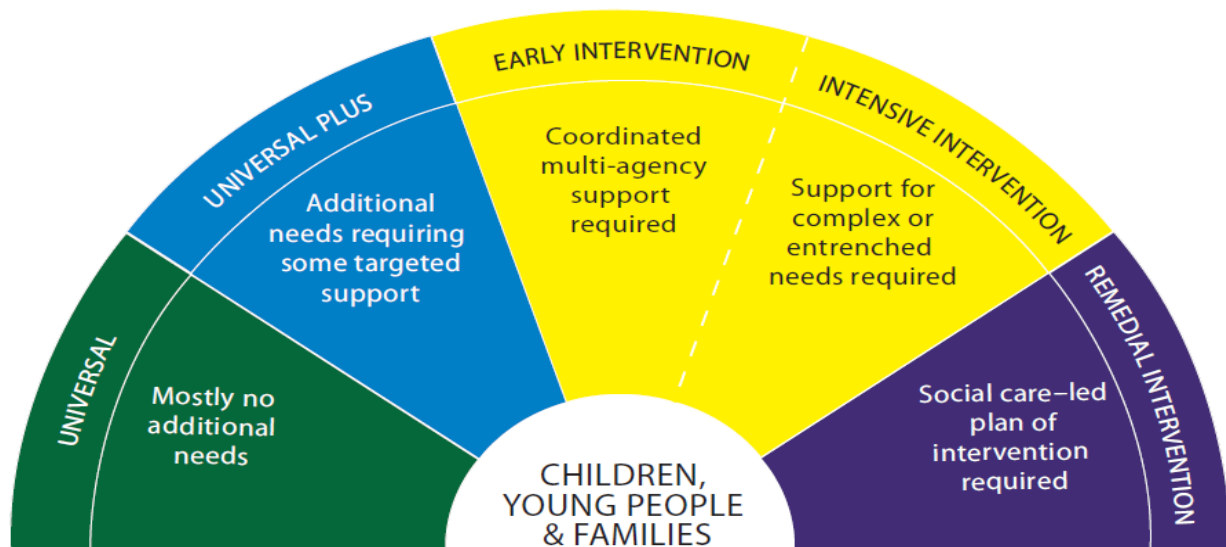 UNIVERSAL
Mostly no
additional
needs
UNIVERSAL PLUS
Additional
needs requiring
some targeted
support
EARLY INTERVENTION
Coordinated
multi-agency
support
required
INTENSIVE INTERVENTION
Support for
complex or
entrenched
needs required
REMEDIAL INTERVENTION
Social care–led
plan of
intervention
required
CHILDREN,
YOUNG PEOPLE
& FAMILIES